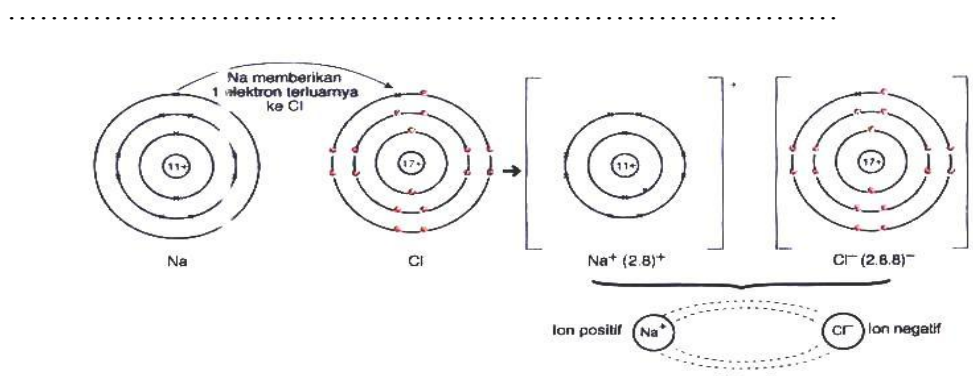 ................................................................................
Na memberikan
1 elektron terluarnya
ke Cl
11+
17+
11+
17+
+
Na
Cl
Na⁺ (2.8)⁺
Cl⁻ (2.8.8)⁻
Ion positif Na⁺
Cl⁻ Ion negatif